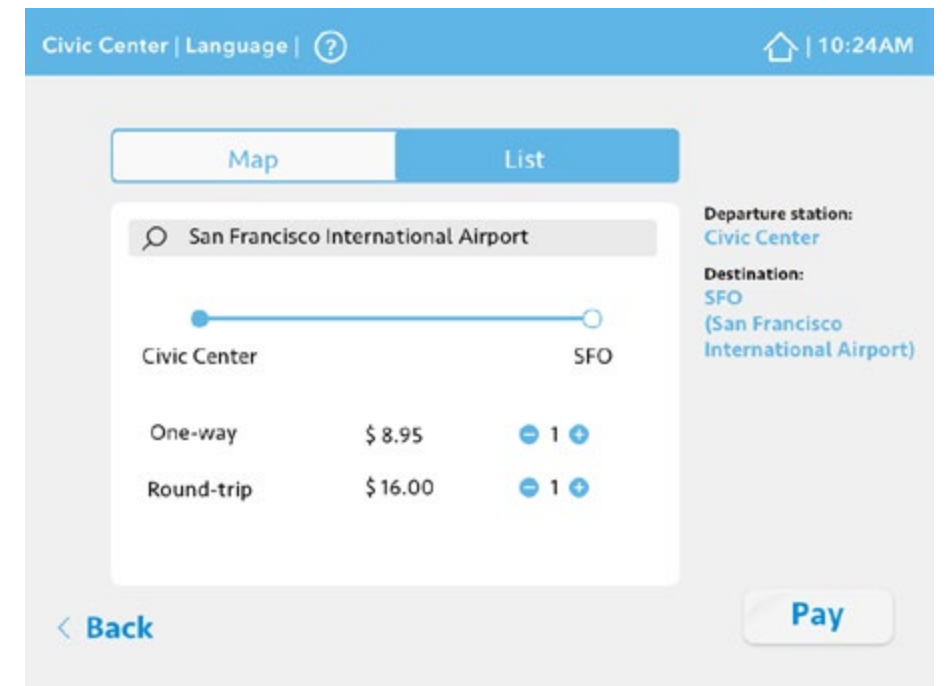 Civic Center | Language | ?
| 10:24AM
Map
List
San Francisco International Airport
Civic Center
SFO
One-way $ 8.95 1
Round-trip $ 16.00 1
Departure station:
Civic Center
Destination:
SFO
(San Francisco
International Airport)
< Back
Pay